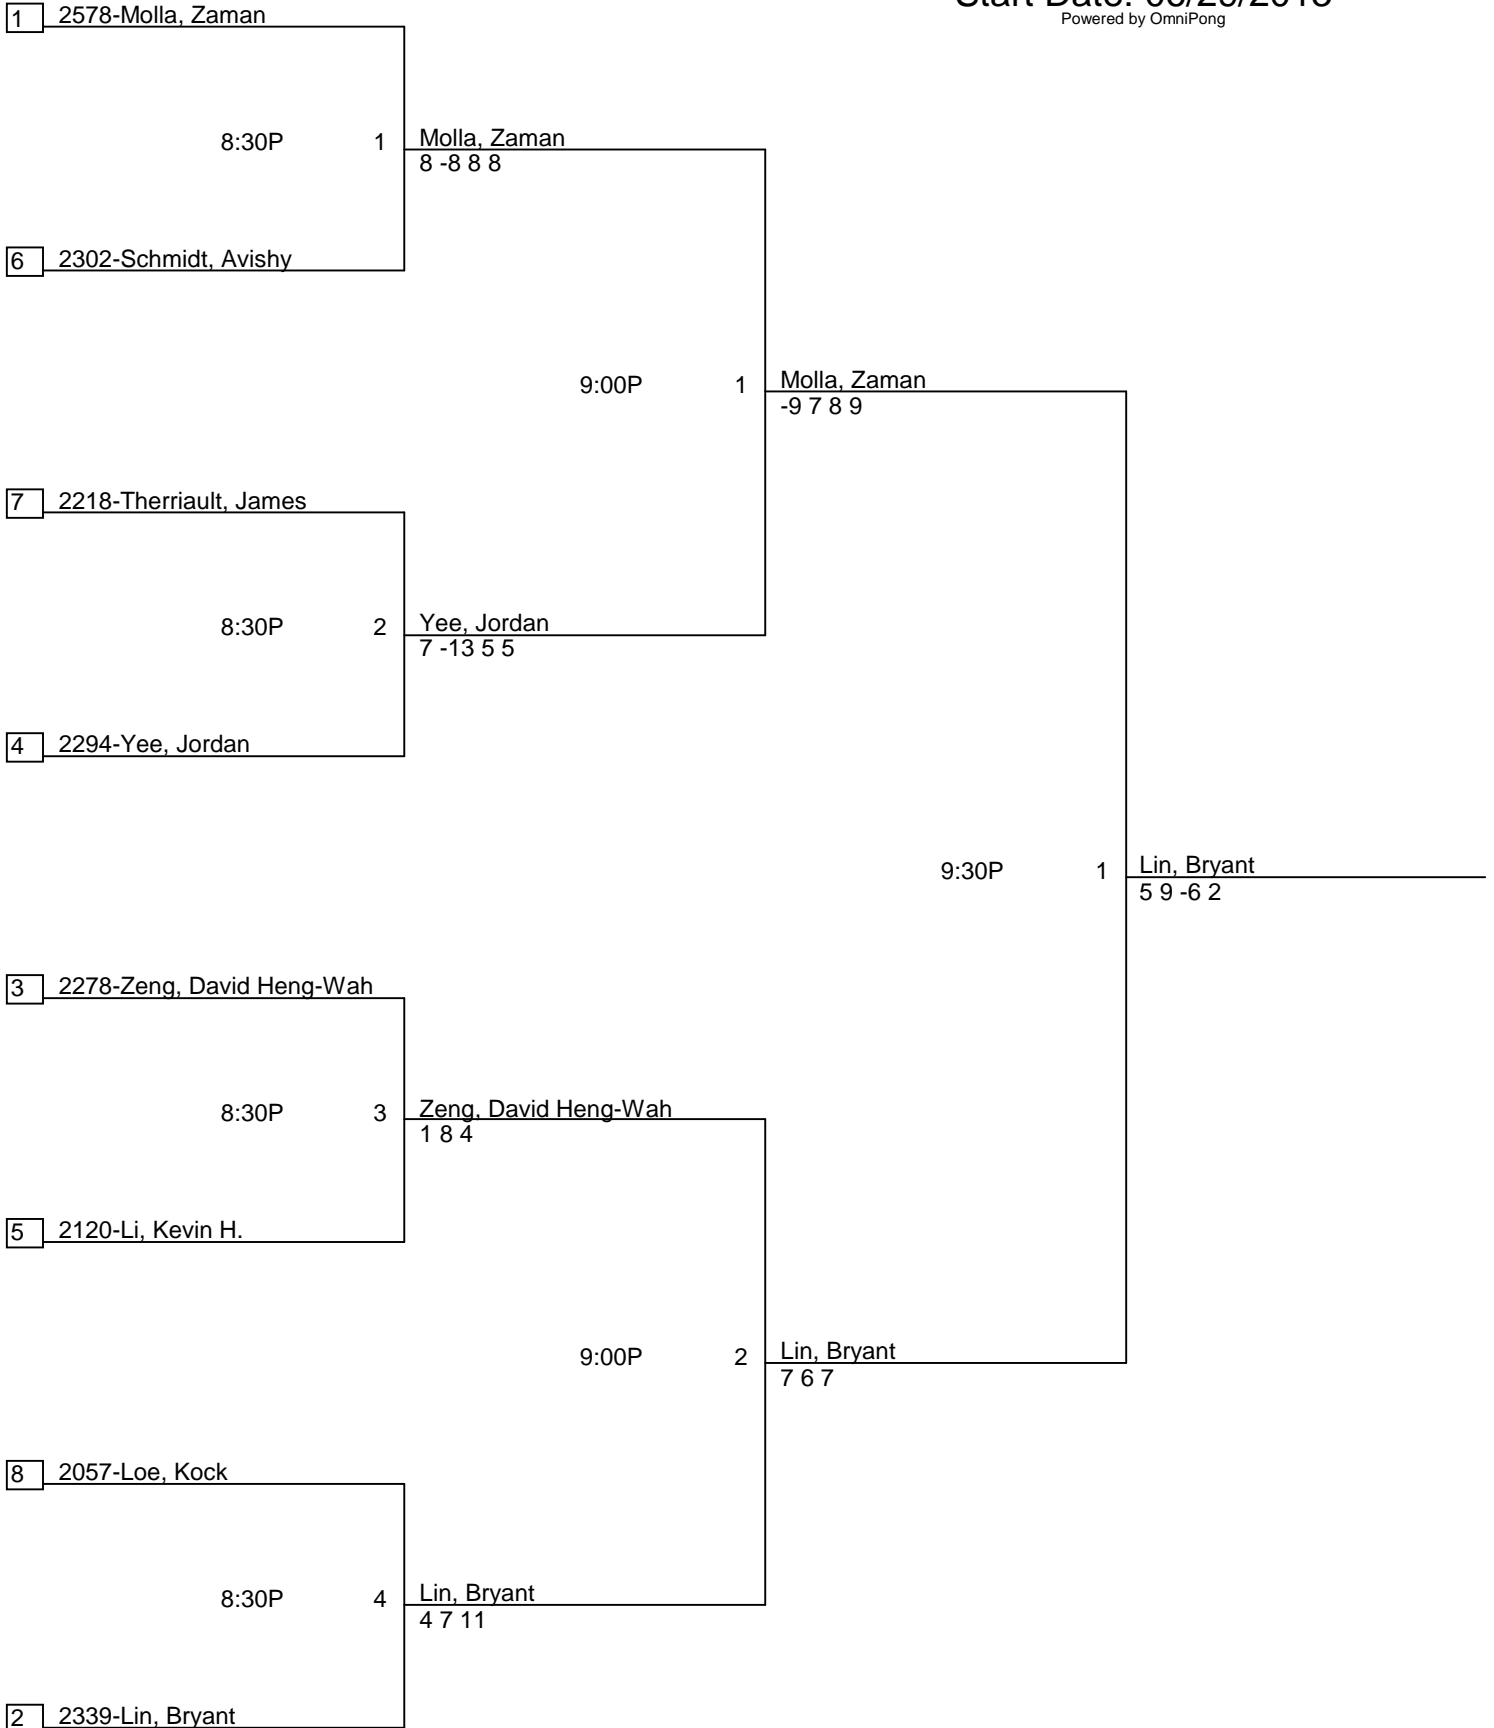 Powered by OmniPong
1 2578-Molla, Zaman
8:30P 1 Molla, Zaman
8 -8 8 8
6 2302-Schmidt, Avishy
9:00P 1 Molla, Zaman
-9 7 8 9
7 2218-Therriault, James
8:30P 2 Yee, Jordan
7 -13 5 5
4 2294-Yee, Jordan
9:30P 1 Lin, Bryant
5 9 -6 2
3 2278-Zeng, David Heng-Wah
8:30P 3 Zeng, David Heng-Wah
1 8 4
5 2120-Li, Kevin H.
9:00P 2 Lin, Bryant
7 6 7
8 2057-Loe, Kock
8:30P 4 Lin, Bryant
4 7 11
2 2339-Lin, Bryant